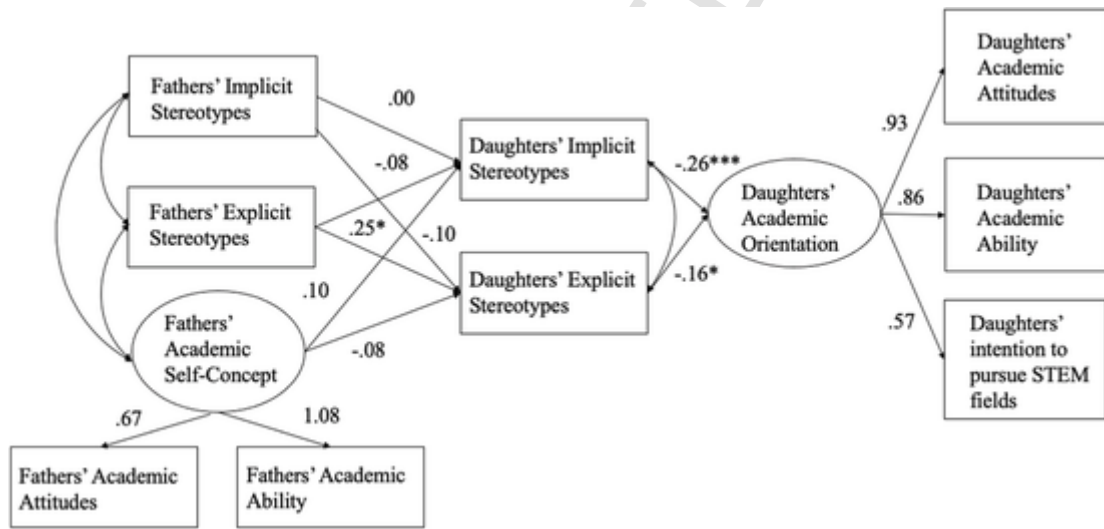 Fathers' Implicit
Stereotypes
Fathers' Explicit
Stereotypes
Fathers'
Academic
Self-Concept
.67
1.08
Fathers' Academic
Attitudes
Fathers' Academic
Ability
.00
-.08
.25*
-.10
.10
-.08
Daughters' Implicit
Stereotypes
Daughters' Explicit
Stereotypes
-.26***
-.16*
Daughters'
Academic
Orientation
.93
.86
.57
Daughters'
Academic
Attitudes
Daughters'
Academic
Ability
Daughters'
intention to
pursue STEM
fields